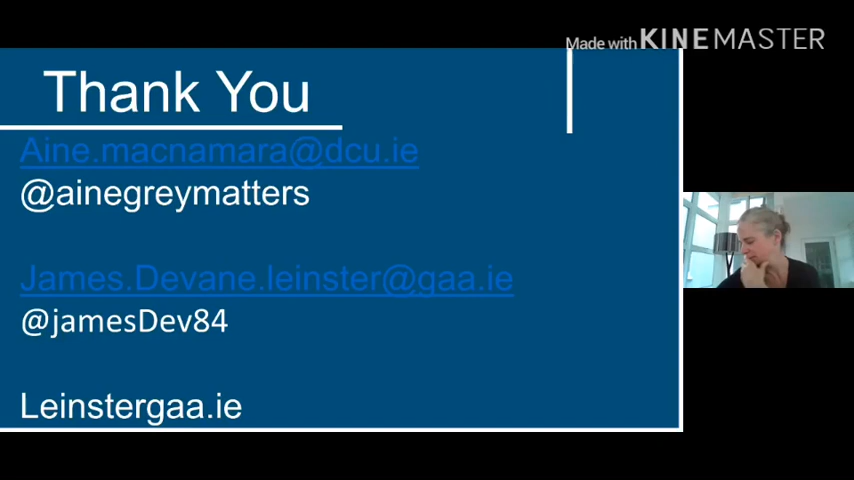 Made with KINEMASTER
Thank You
Aine.macnamara@dcu.ie
@ainegreymatters
James.Devane.leinster@gaa.ie
@jamesDev84
Leinstergaa.ie